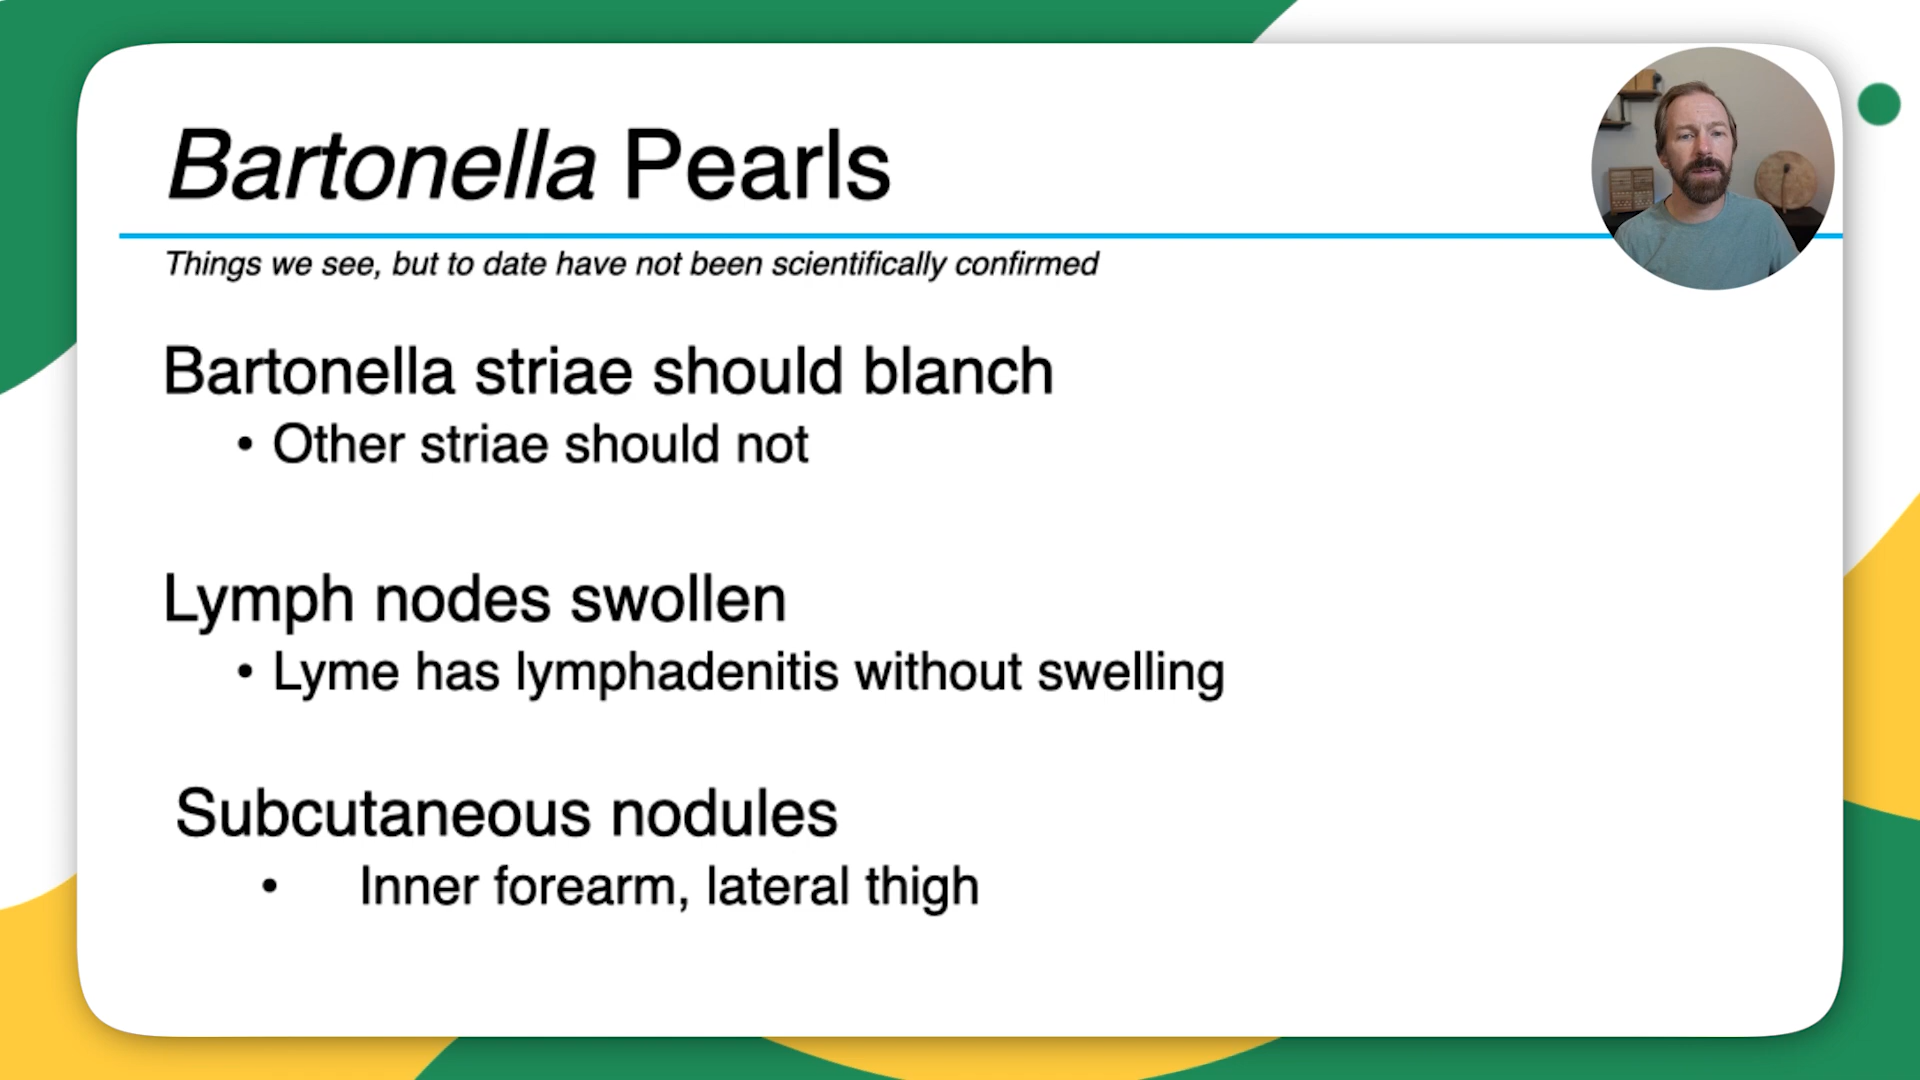 Bartonella Pearls
Things we see, but to date have not been scientifically confirmed
Bartonella striae should blanch
• Other striae should not
Lymph nodes swollen
• Lyme has lymphadenitis without swelling
Subcutaneous nodules
• Inner forearm, lateral thigh